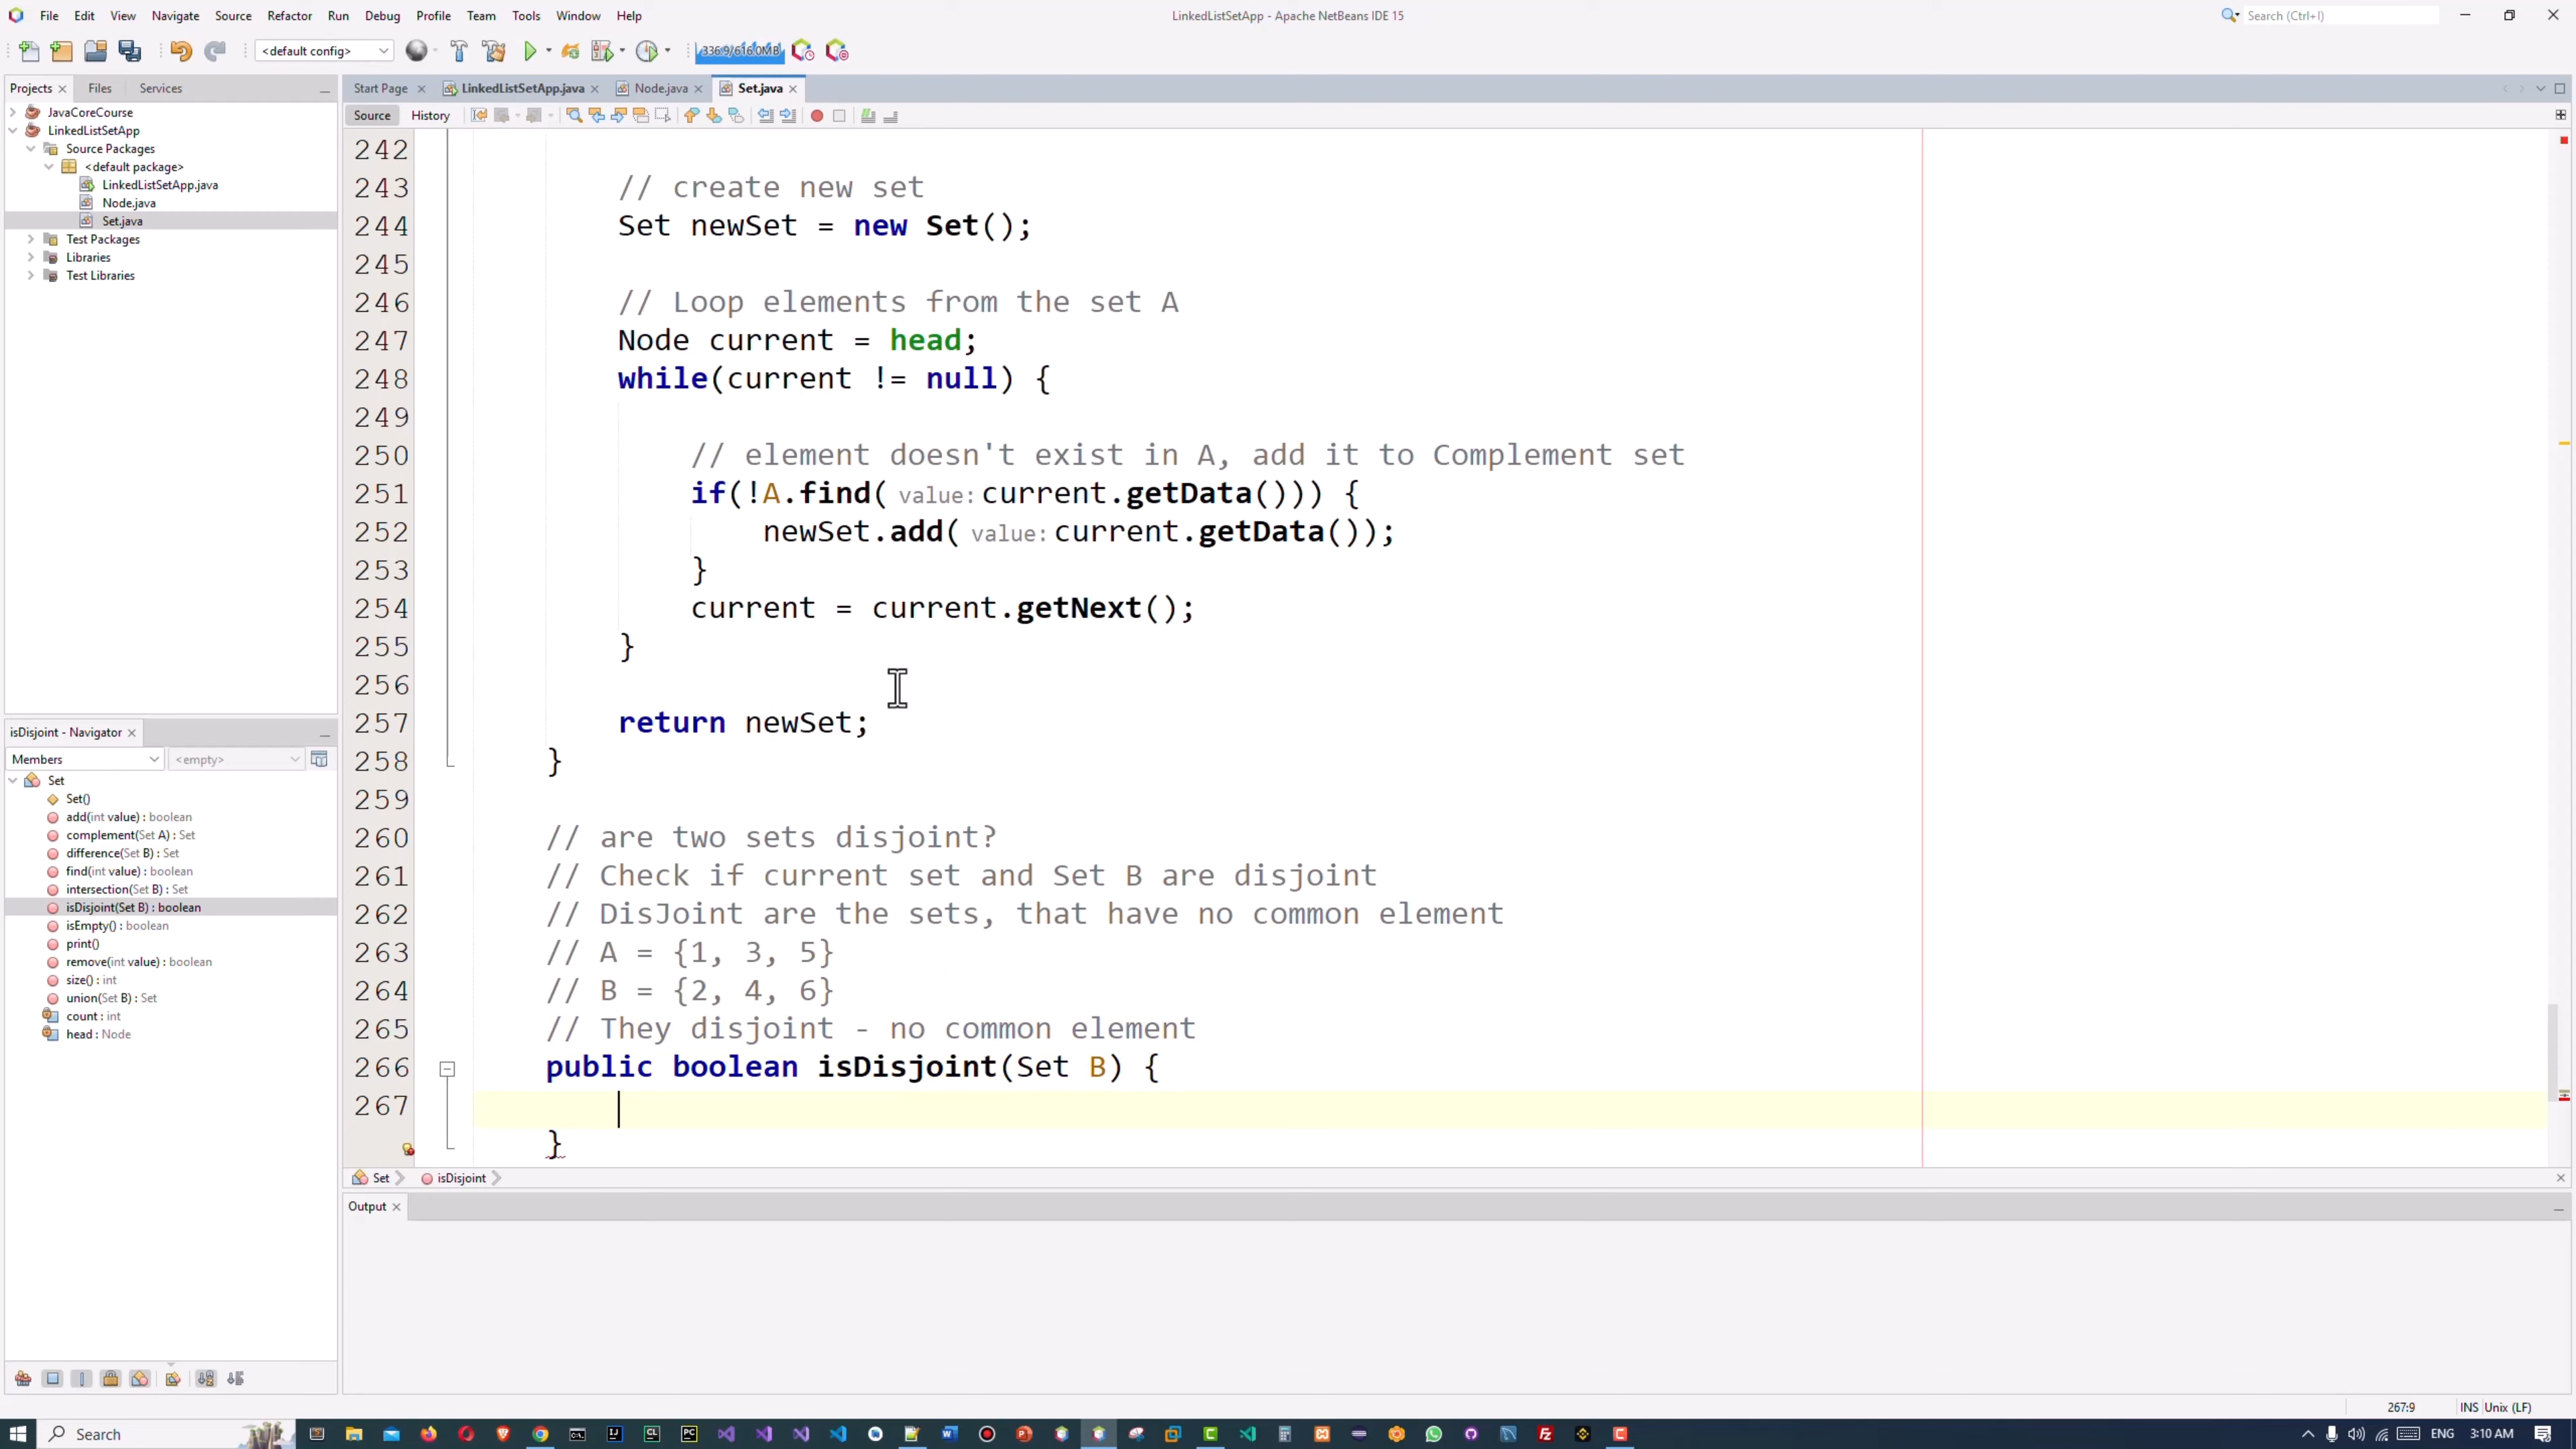 File Edit View Navigate Source Refactor Run Debug Profile Team Tools Window Help
LinkedListSetApp - Apache NetBeans IDE 15
Search (Ctrl+I)
<default config>
336.9/616.0MB
Projects Files Services
Start Page LinkedListSetApp.java Node.java Set.java
Source History
JavaCoreCourse
LinkedListSetApp
Source Packages
<default package>
LinkedListSetApp.java
Node.java
Set.java
Test Packages
Libraries
Test Libraries
242
243 // create new set
244 Set newSet = new Set();
245
246 // Loop elements from the set A
247 Node current = head;
248 while(current != null) {
249
250 // element doesn't exist in A, add it to Complement set
251 if(!A.find( value: current.getData())) {
252 newSet.add( value: current.getData());
253 }
254 current = current.getNext();
255 }
256
257 return newSet;
258 }
259
260 // are two sets disjoint?
261 // Check if current set and Set B are disjoint
262 // DisJoint are the sets, that have no common element
263 // A = {1, 3, 5}
264 // B = {2, 4, 6}
265 // They disjoint - no common element
266 public boolean isDisjoint(Set B) {
267
}
isDisjoint - Navigator
Members <empty>
Set
Set()
add(int value) : boolean
complement(Set A) : Set
difference(Set B) : Set
find(int value) : boolean
intersection(Set B) : Set
isDisjoint(Set B) : boolean
isEmpty() : boolean
print()
remove(int value) : boolean
size() : int
union(Set B) : Set
count : int
head : Node
Set isDisjoint
Output
267:9 INS Unix (LF)
Search
ENG 3:10 AM